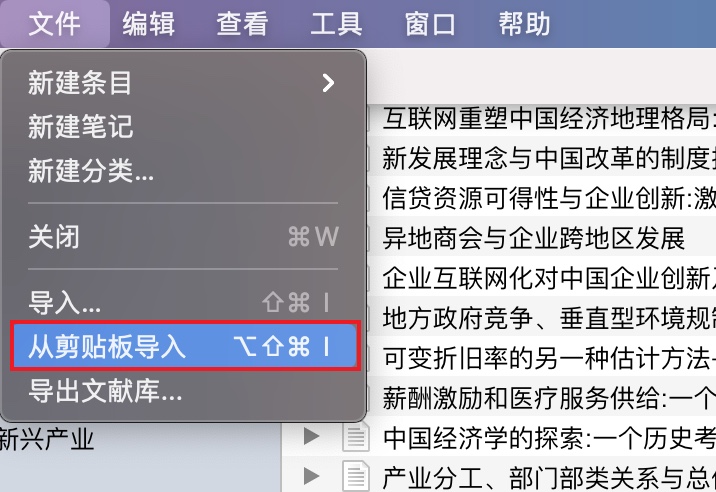 文件 编辑 查看 工具 窗口 帮助
新建条目
新建笔记
新建分类...
关闭 ⌘W
导入... ⇧⌘I
从剪贴板导入 ⌥⇧⌘I
导出文献库...
新兴产业
互联网重塑中国经济地理格局:
新发展理念与中国改革的制度
信贷资源可得性与企业创新:激
异地商会与企业跨地区发展
企业互联网化对中国企业创新
地方政府竞争、垂直型环境规制
可变折旧率的另一种估计方法
薪酬激励和医疗服务供给:一个
中国经济学的探索:一个历史考
产业分工、部门部类关系与总